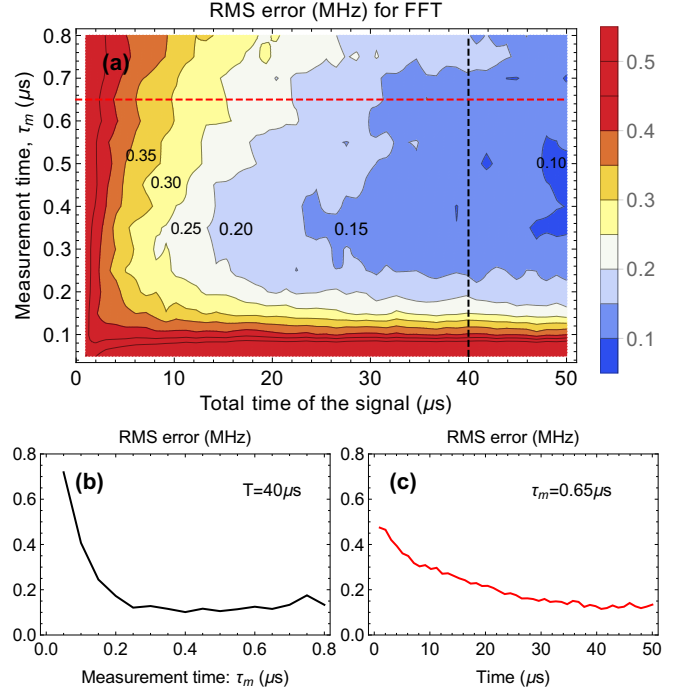 RMS error (MHz) for FFT
(a)
Measurement time, τm (μs)
0.8
0.7
0.6
0.5
0.4
0.3
0.2
0.1
0.35
0.30
0.25
0.20
0.15
0.10
0 10 20 30 40 50
Total time of the signal (μs)
0.5
0.4
0.3
0.2
0.1
RMS error (MHz)
(b)
T=40μs
0.8
0.6
0.4
0.2
0.0
0.0 0.2 0.4 0.6 0.8
Measurement time: τm (μs)
RMS error (MHz)
(c)
τm=0.65μs
0.8
0.6
0.4
0.2
0.0
0 10 20 30 40 50
Time (μs)